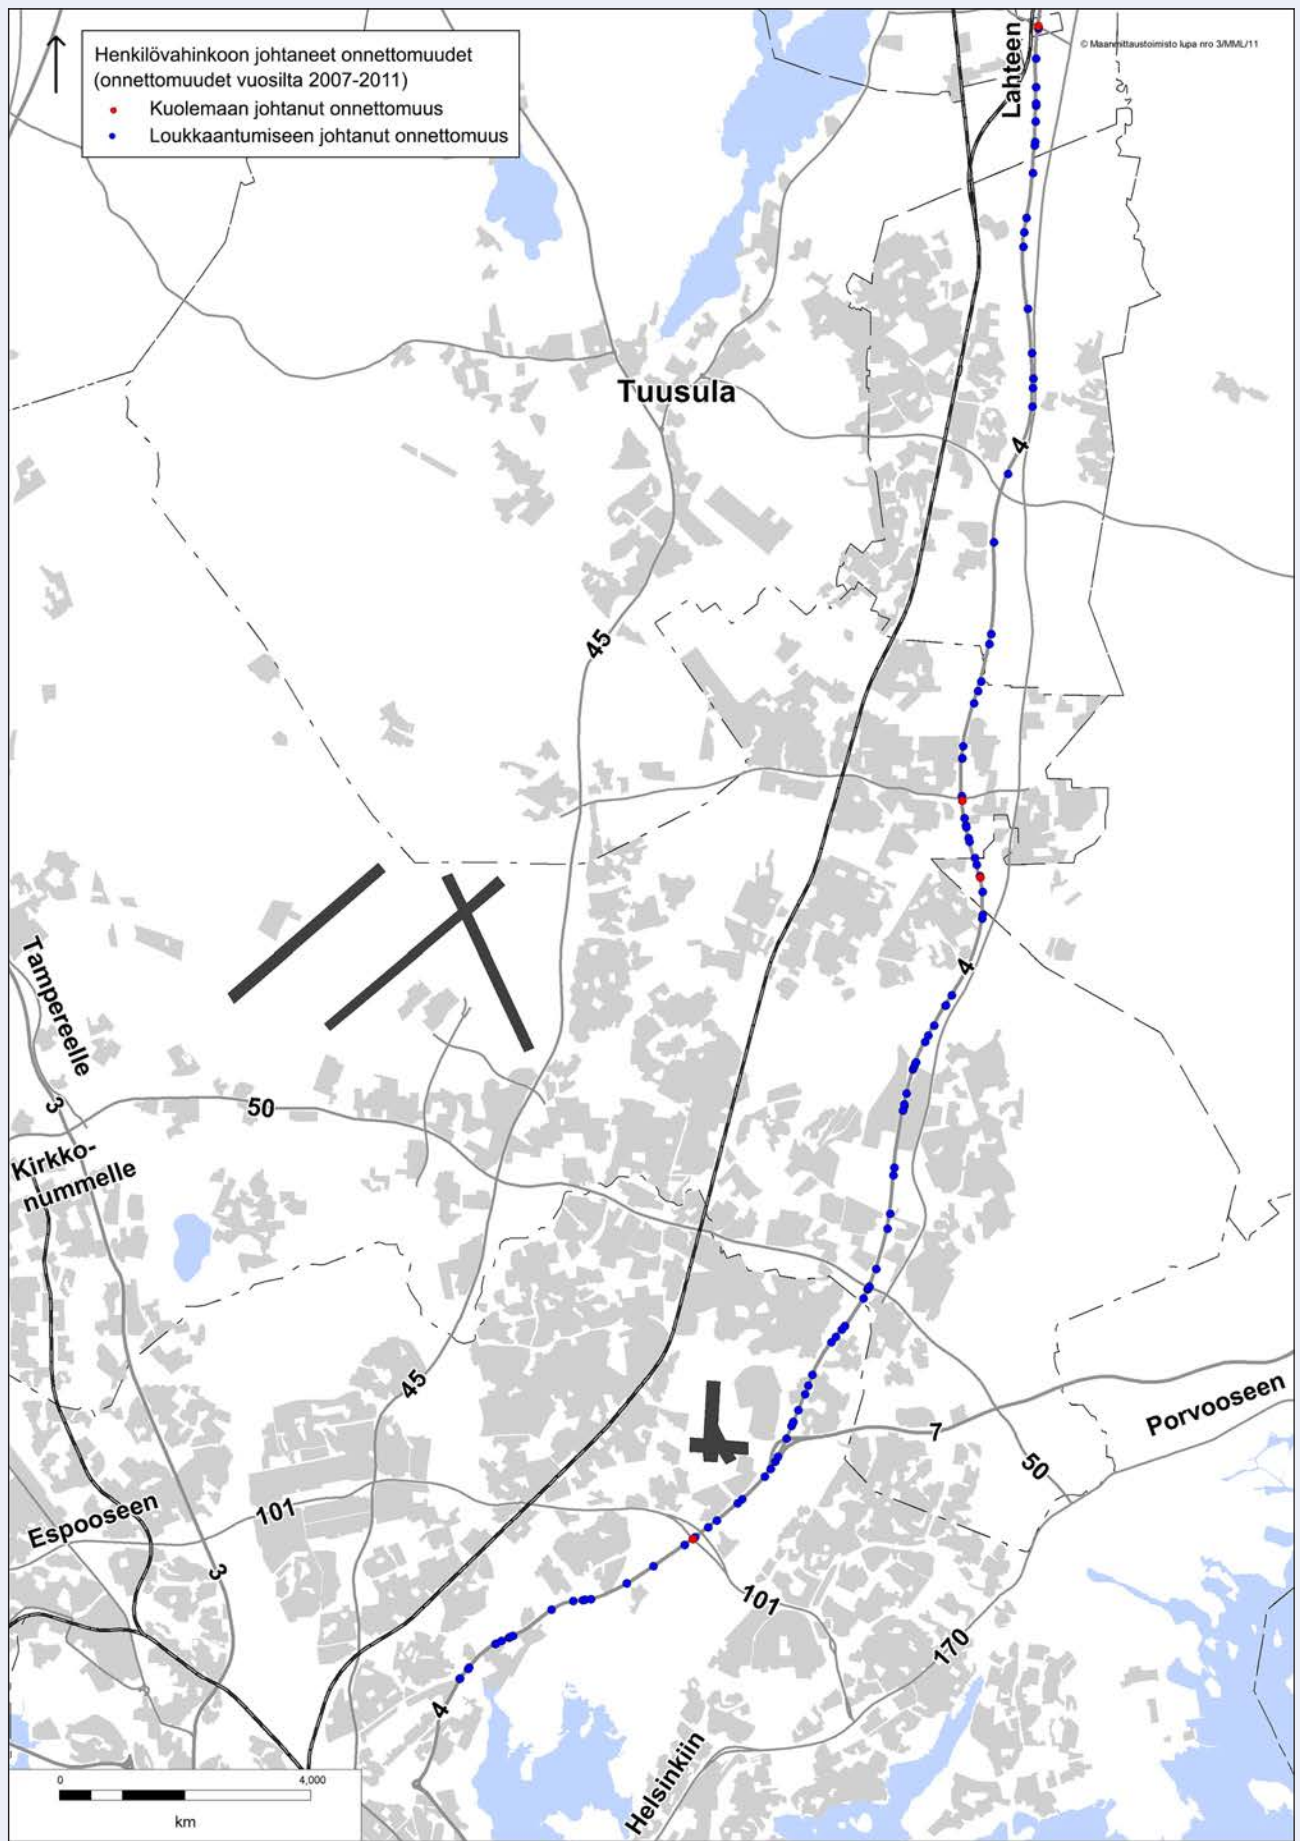 Henkilövahinkoon johtaneet onnettomuudet
(onnettomuudet vuosilta 2007-2011)
Kuolemaan johtanut onnettomuus
Loukkaantumiseen johtanut onnettomuus
Lahteen
© Maanmittaustoimisto lupa nro 3/MML/11
Tuusula
4
45
4
Tampereelle
3
50
Kirkko-
nummelle
45
7
Porvooseen
50
101
Espooseen
3
101
170
4
Helsinkiin
0 4,000
km